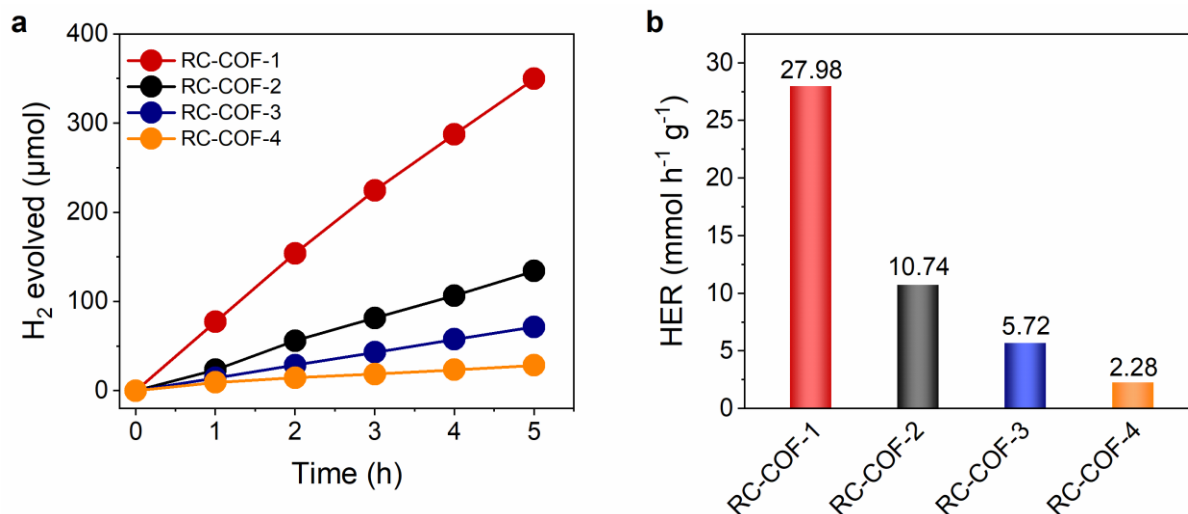 a
H₂ evolved (μmol)
400
300
200
100
0
RC-COF-1
RC-COF-2
RC-COF-3
RC-COF-4
0 1 2 3 4 5
Time (h)
b
HER (mmol h⁻¹ g⁻¹)
30
25
20
15
10
5
0
27.98
10.74
5.72
2.28
RC-COF-1
RC-COF-2
RC-COF-3
RC-COF-4